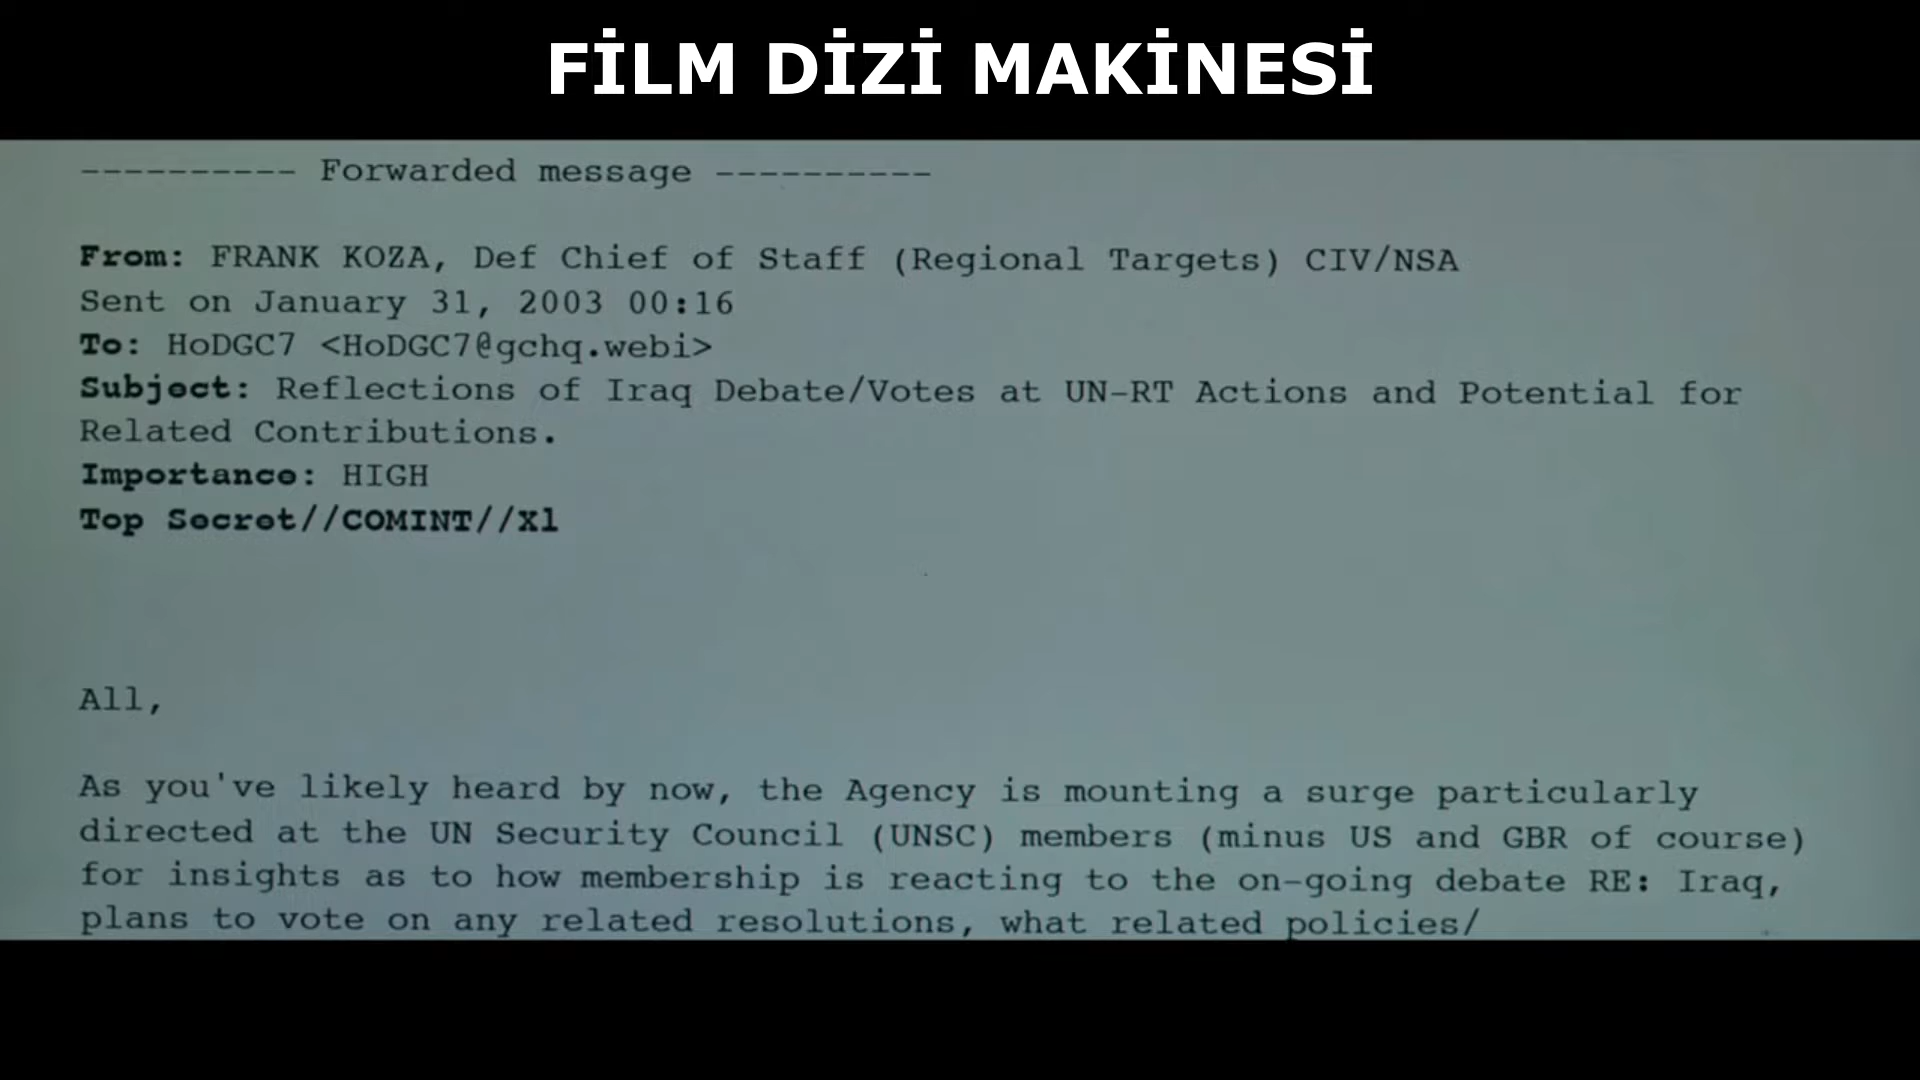 FİLM DİZİ MAKİNESİ
---------- Forwarded message ----------
From: FRANK KOZA, Def Chief of Staff (Regional Targets) CIV/NSA
Sent on January 31, 2003 00:16
To: HoDGC7 <HoDGC7@gchq.webi>
Subject: Reflections of Iraq Debate/Votes at UN-RT Actions and Potential for
Related Contributions.
Importance: HIGH
Top Secret//COMINT//X1
All,
As you've likely heard by now, the Agency is mounting a surge particularly
directed at the UN Security Council (UNSC) members (minus US and GBR of course)
for insights as to how membership is reacting to the on-going debate RE: Iraq,
plans to vote on any related resolutions, what related policies/